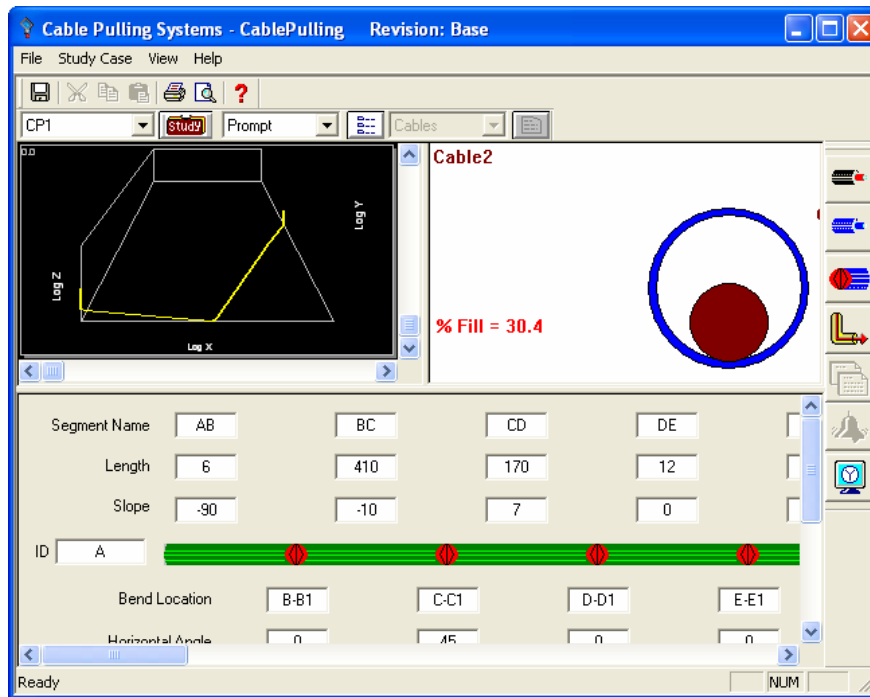 Cable Pulling Systems - CablePulling Revision: Base
File Study Case View Help
CP1 Study Prompt Cables
0.0
Log Y
Log Z
Log X
Cable2
% Fill = 30.4
Segment Name AB BC CD DE
Length 6 410 170 12
Slope -90 -10 7 0
ID A
Bend Location B-B1 C-C1 D-D1 E-E1
Horizontal Angle 0 45 0 0
Ready NUM